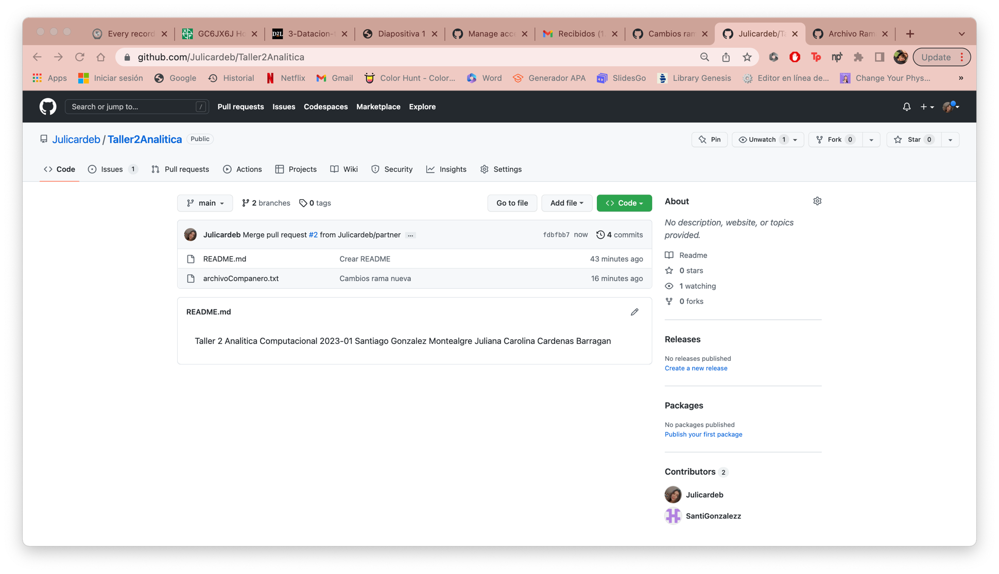 Every record
GC6JX6J Ho
D2L 3-Datacion-
Diapositiva 1
Manage acce
Recibidos (1
Cambios ram
Julicardeb/Ta
Archivo Ram
github.com/Julicardeb/Taller2Analitica
Tp
np
Update
Apps
Iniciar sesión
Google
Historial
Netflix
Gmail
Color Hunt - Color...
Word
Generador APA
SlidesGo
Library Genesis
Editor en línea de...
Change Your Phys...
»
Search or jump to... /
Pull requests
Issues
Codespaces
Marketplace
Explore
Julicardeb / Taller2Analitica Public
Pin
Unwatch 1
Fork 0
Star 0
Code
Issues 1
Pull requests
Actions
Projects
Wiki
Security
Insights
Settings
main
2 branches
0 tags
Go to file
Add file
Code
Julicardeb Merge pull request #2 from Julicardeb/partner ...
fdbfbb7 now 4 commits
README.md Crear README 43 minutes ago
archivoCompanero.txt Cambios rama nueva 16 minutes ago
README.md
Taller 2 Analitica Computacional 2023-01 Santiago Gonzalez Montealgre Juliana Carolina Cardenas Barragan
About
No description, website, or topics
provided.
Readme
0 stars
1 watching
0 forks
Releases
No releases published
Create a new release
Packages
No packages published
Publish your first package
Contributors 2
Julicardeb
SantiGonzalezz